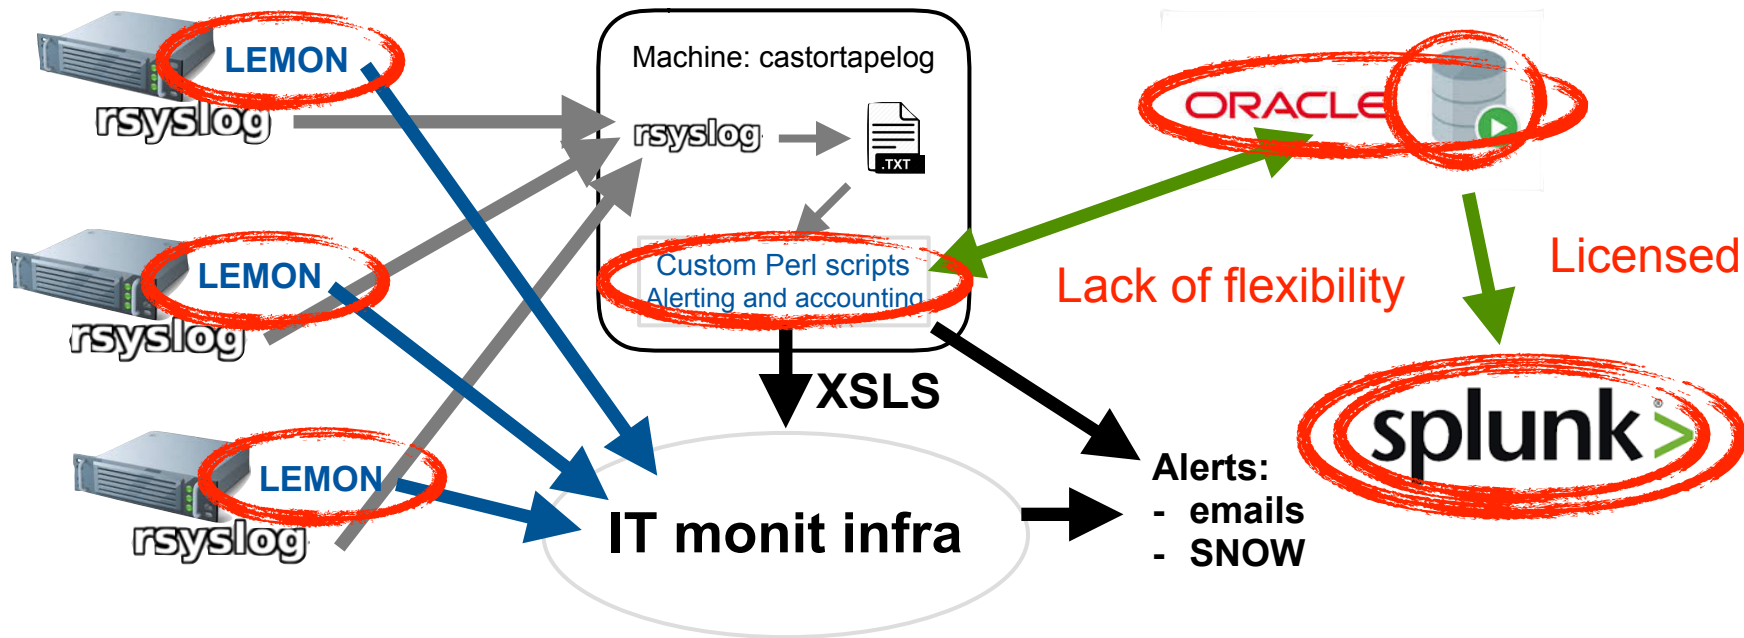 LEMON
rsyslog
LEMON
rsyslog
LEMON
rsyslog
Machine: castortapelog
rsyslog
.TXT
Custom Perl scripts
Alerting and accounting
XSLS
IT monit infra
ORACLE
Lack of flexibility
Licensed
splunk>®
Alerts:
- emails
- SNOW